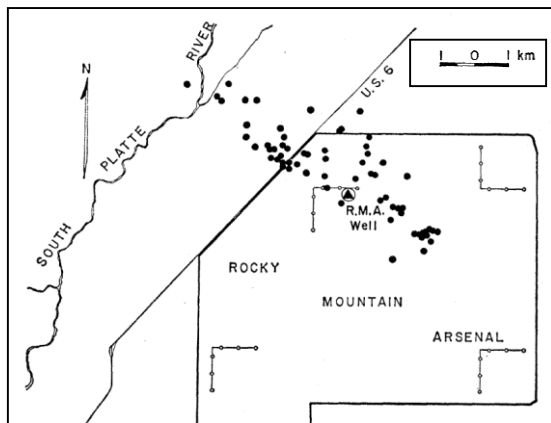 N
RIVER
PLATTE
SOUTH
U.S. 6
1 0 1 km
R.M.A.
Well
ROCKY
MOUNTAIN
ARSENAL